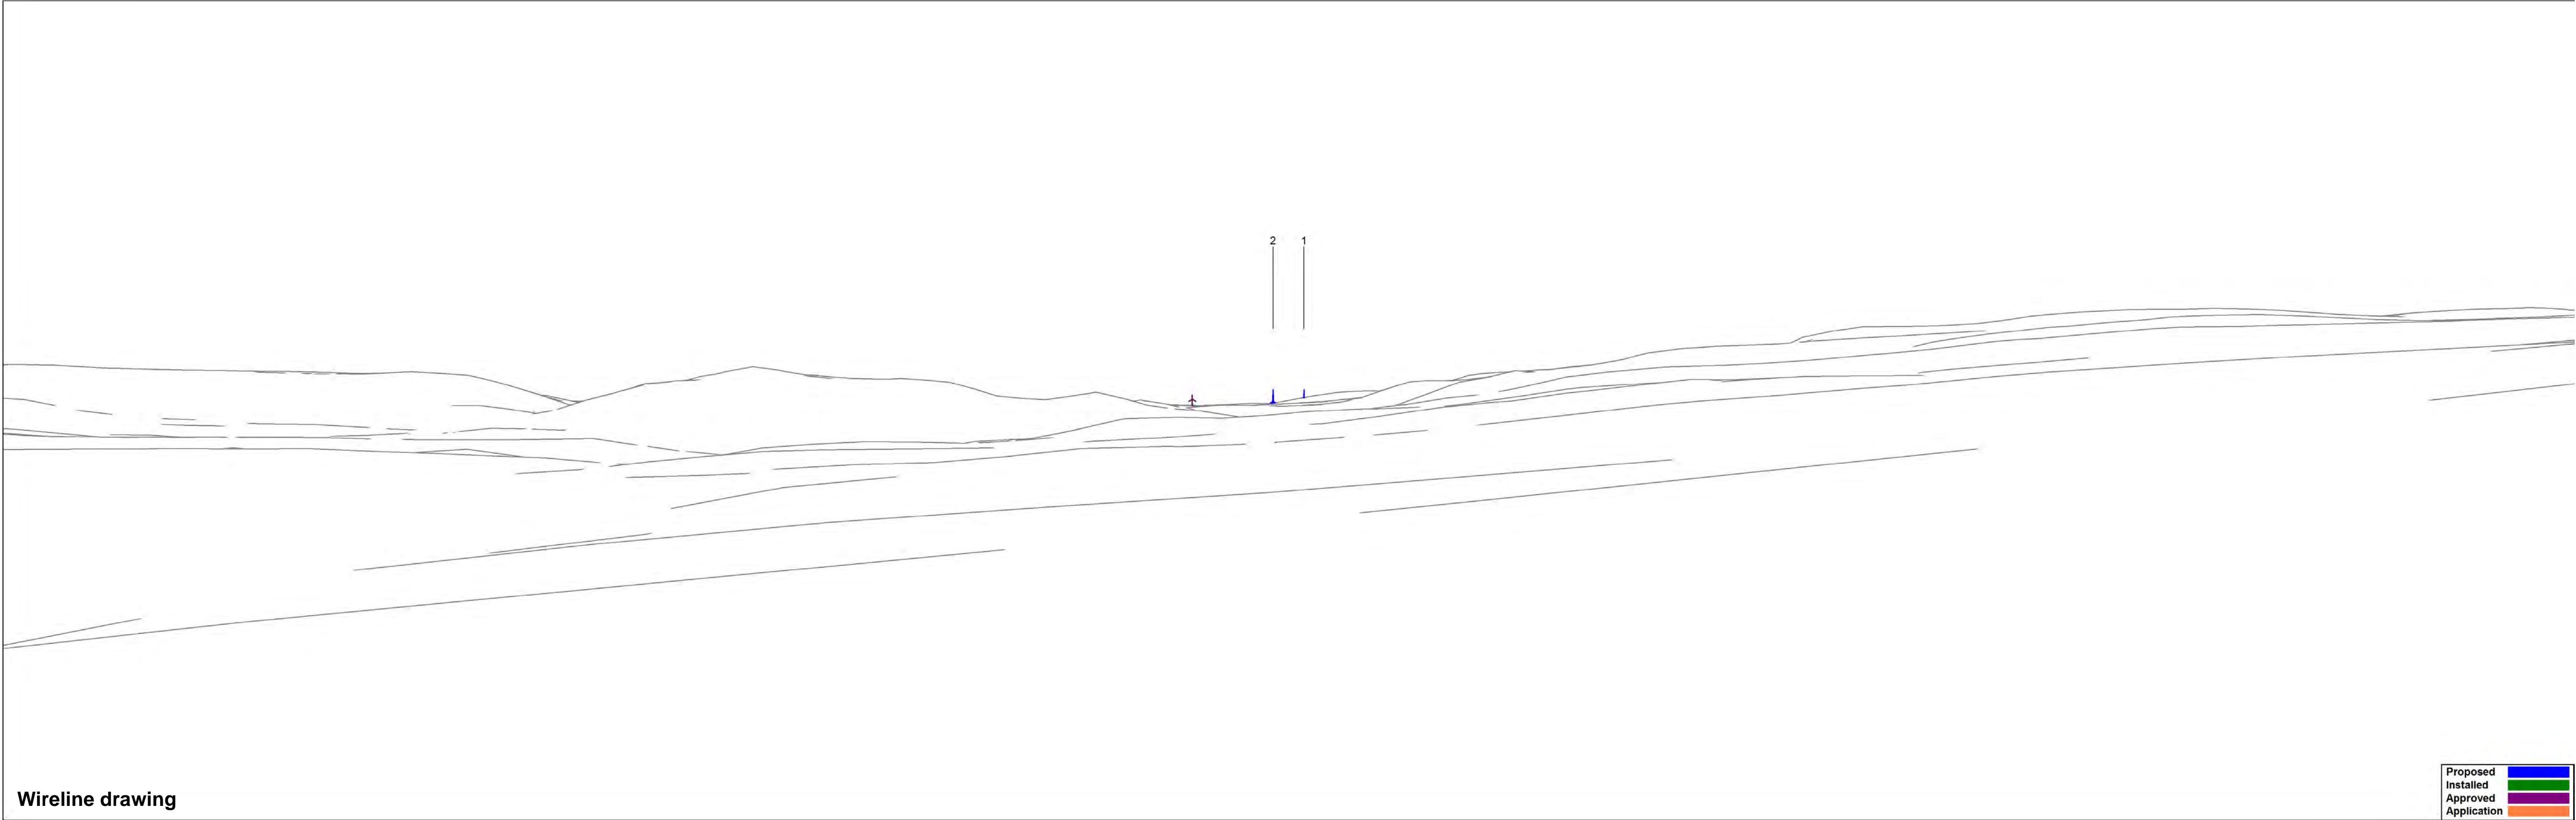 2 1
Wireline drawing
Proposed
Installed
Approved
Application